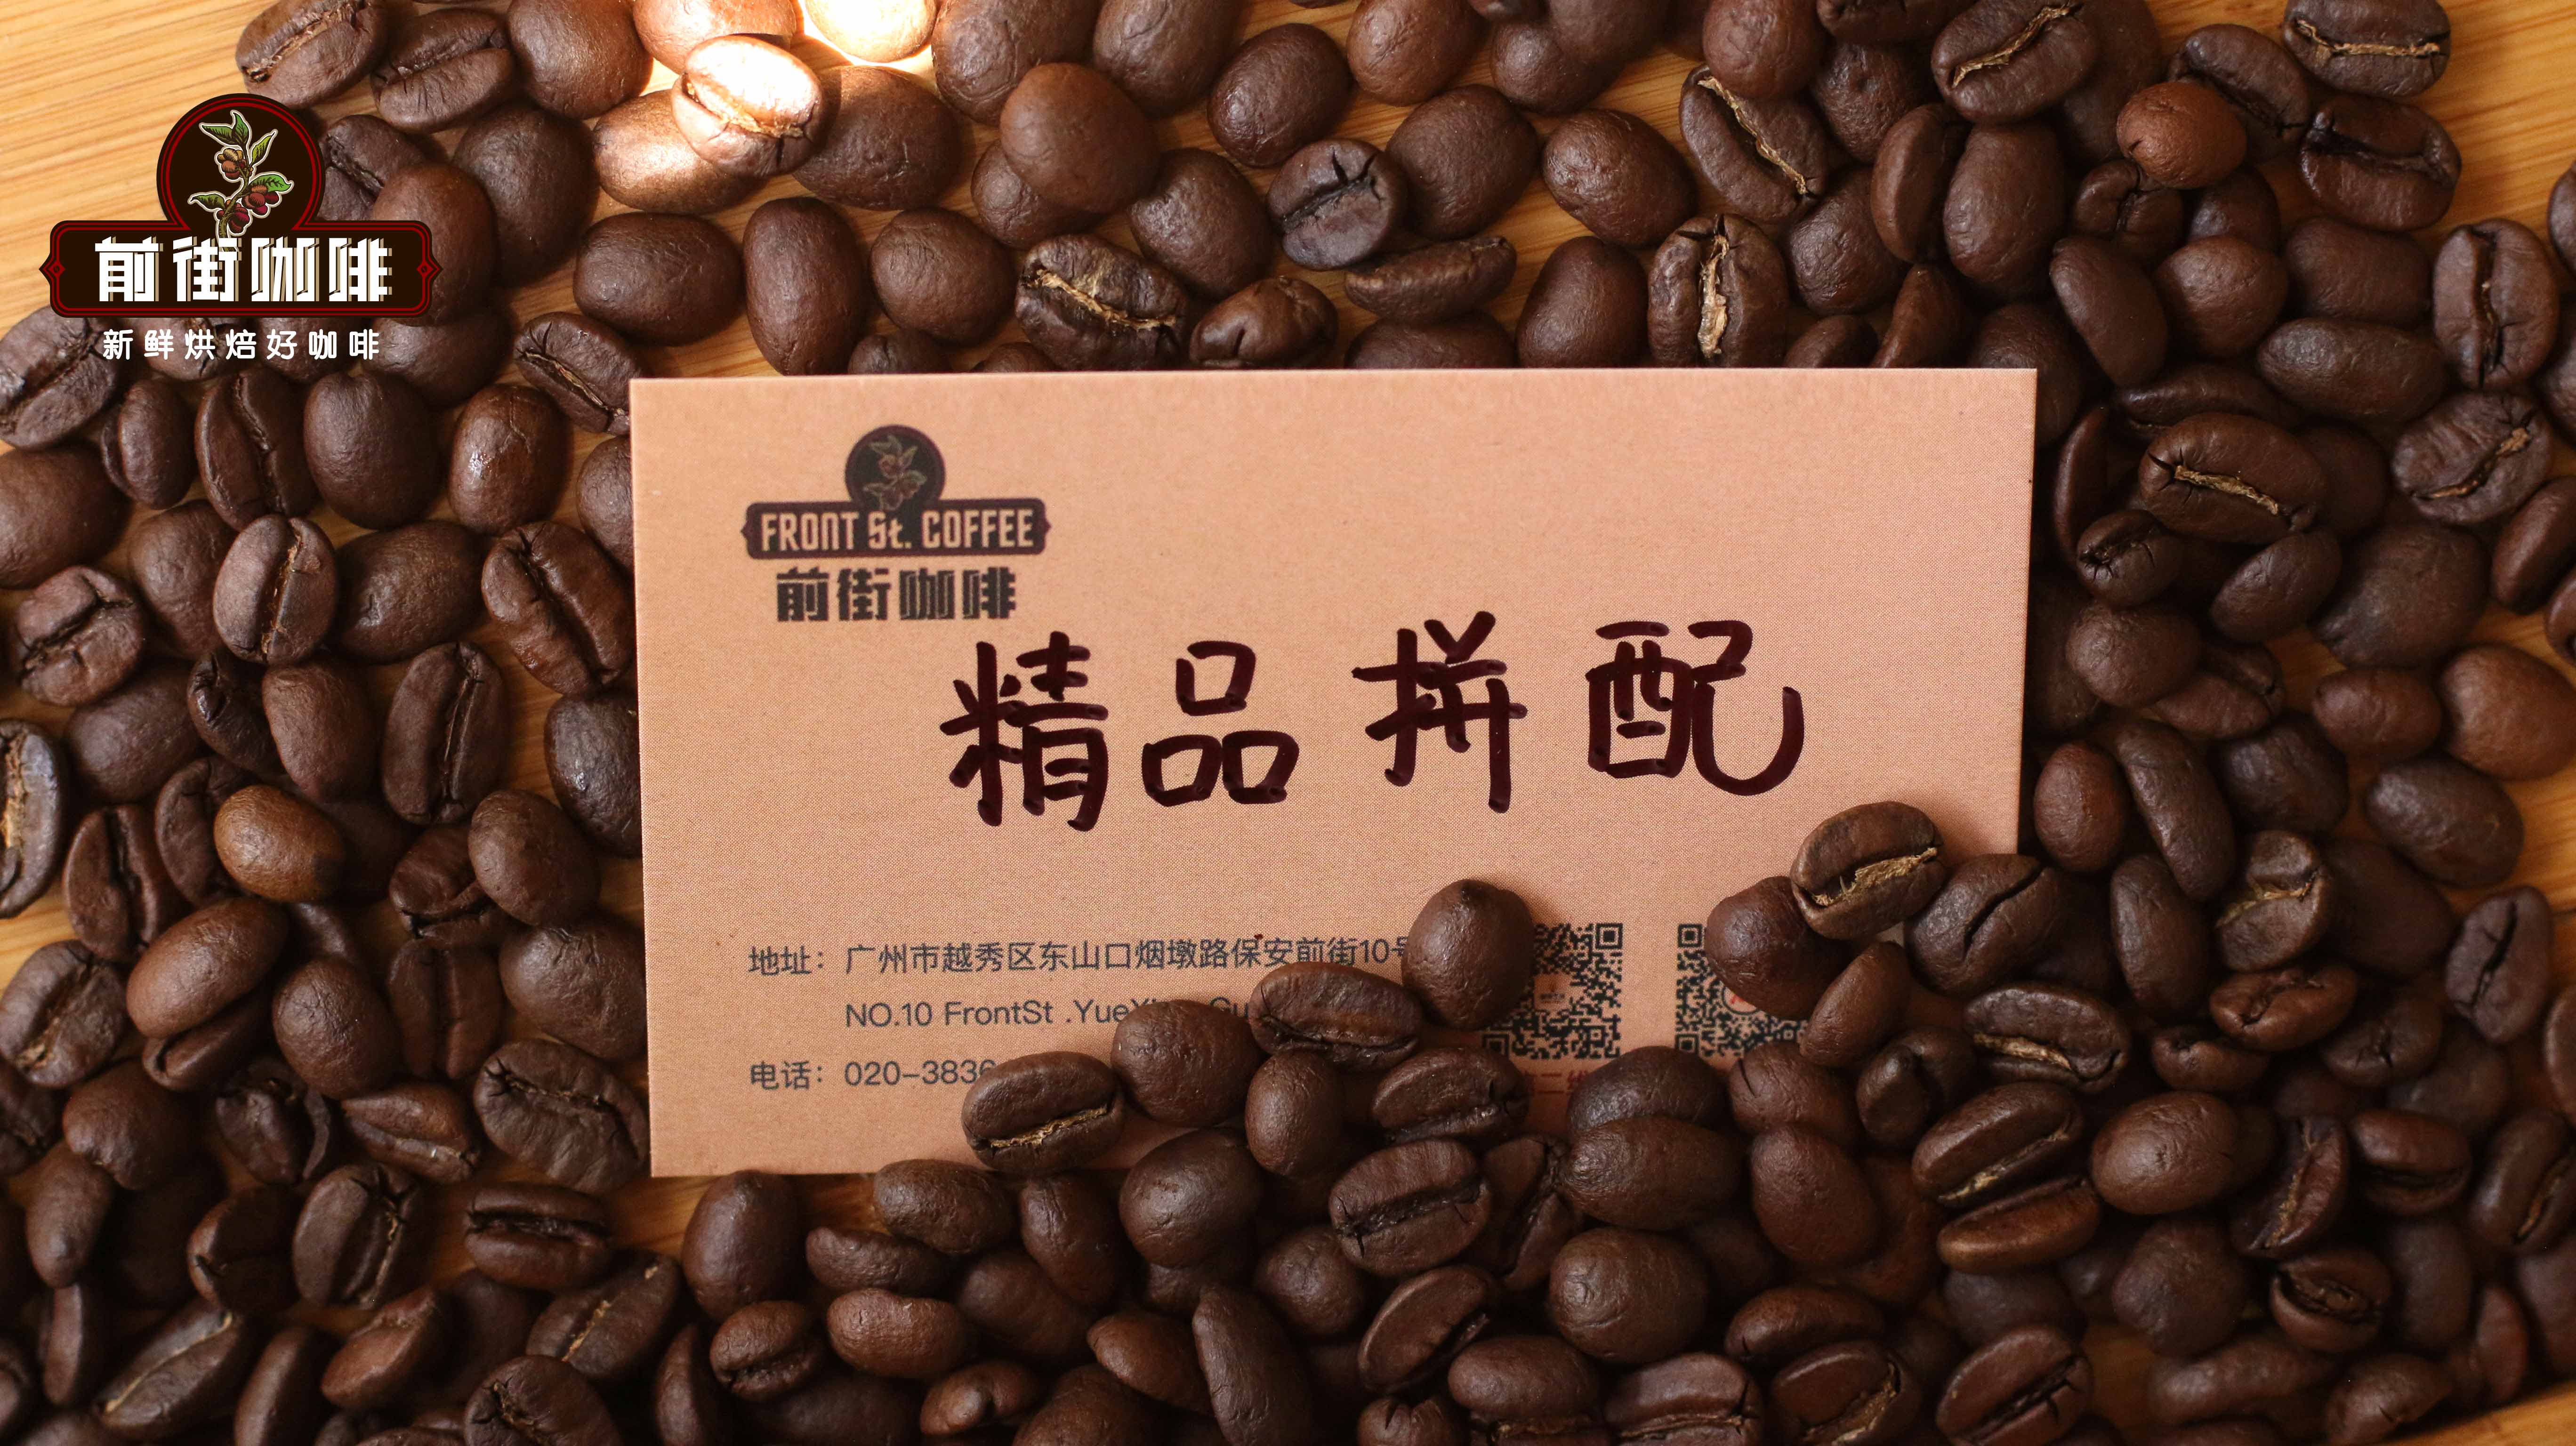 前街咖啡
新鲜烘焙好咖啡
FRONT St. COFFEE
前街咖啡
精品拼配
地址：广州市越秀区东山口烟墩路保安前街10号
NO.10 FrontSt .YueXiu
电话：020-3836